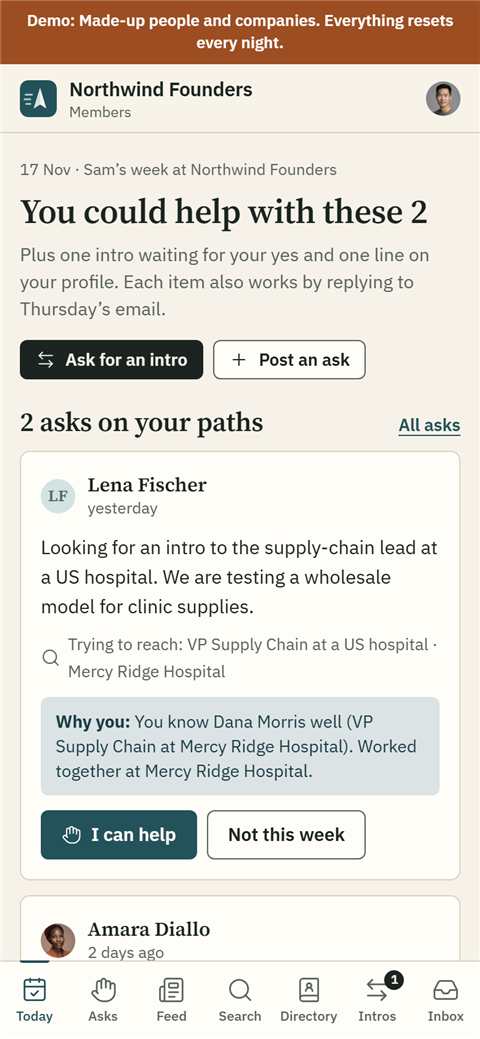 Demo: Made-up people and companies. Everything resets
every night.
Northwind Founders
Members
17 Nov · Sam’s week at Northwind Founders
You could help with these 2
Plus one intro waiting for your yes and one line on
your profile. Each item also works by replying to
Thursday’s email.
Ask for an intro
Post an ask
2 asks on your paths
All asks
LF
Lena Fischer
yesterday
Looking for an intro to the supply-chain lead at
a US hospital. We are testing a wholesale
model for clinic supplies.
Trying to reach: VP Supply Chain at a US hospital ·
Mercy Ridge Hospital
Why you: You know Dana Morris well (VP
Supply Chain at Mercy Ridge Hospital). Worked
together at Mercy Ridge Hospital.
I can help
Not this week
Amara Diallo
2 days ago
1
Today
Asks
Feed
Search
Directory
Intros
Inbox